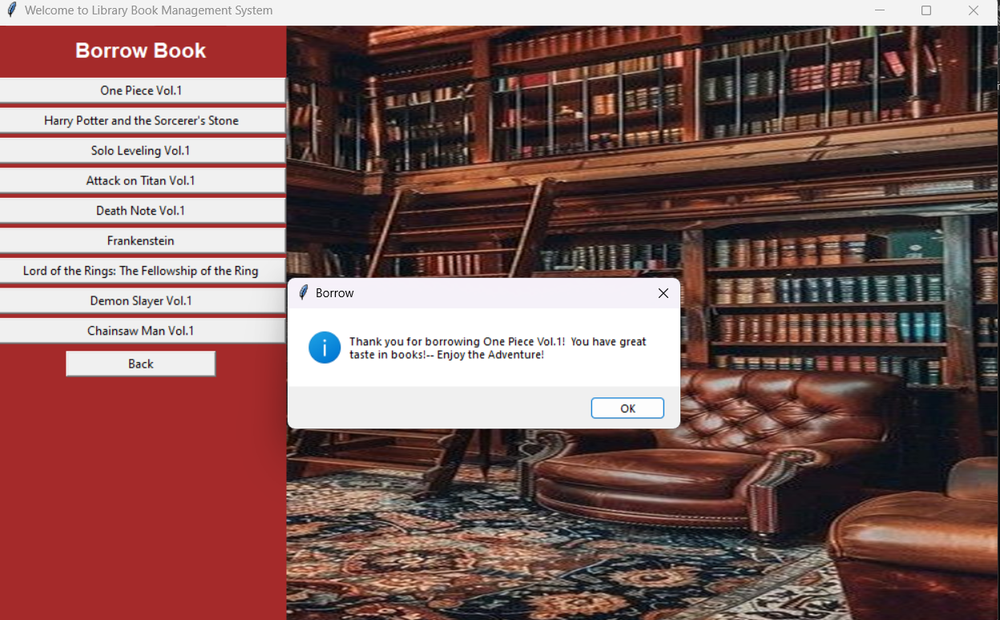 Welcome to Library Book Management System
Borrow Book
One Piece Vol.1
Harry Potter and the Sorcerer's Stone
Solo Leveling Vol.1
Attack on Titan Vol.1
Death Note Vol.1
Frankenstein
Lord of the Rings: The Fellowship of the Ring
Demon Slayer Vol.1
Chainsaw Man Vol.1
Back
Borrow
Thank you for borrowing One Piece Vol.1!  You have great
taste in books!-- Enjoy the Adventure!
OK